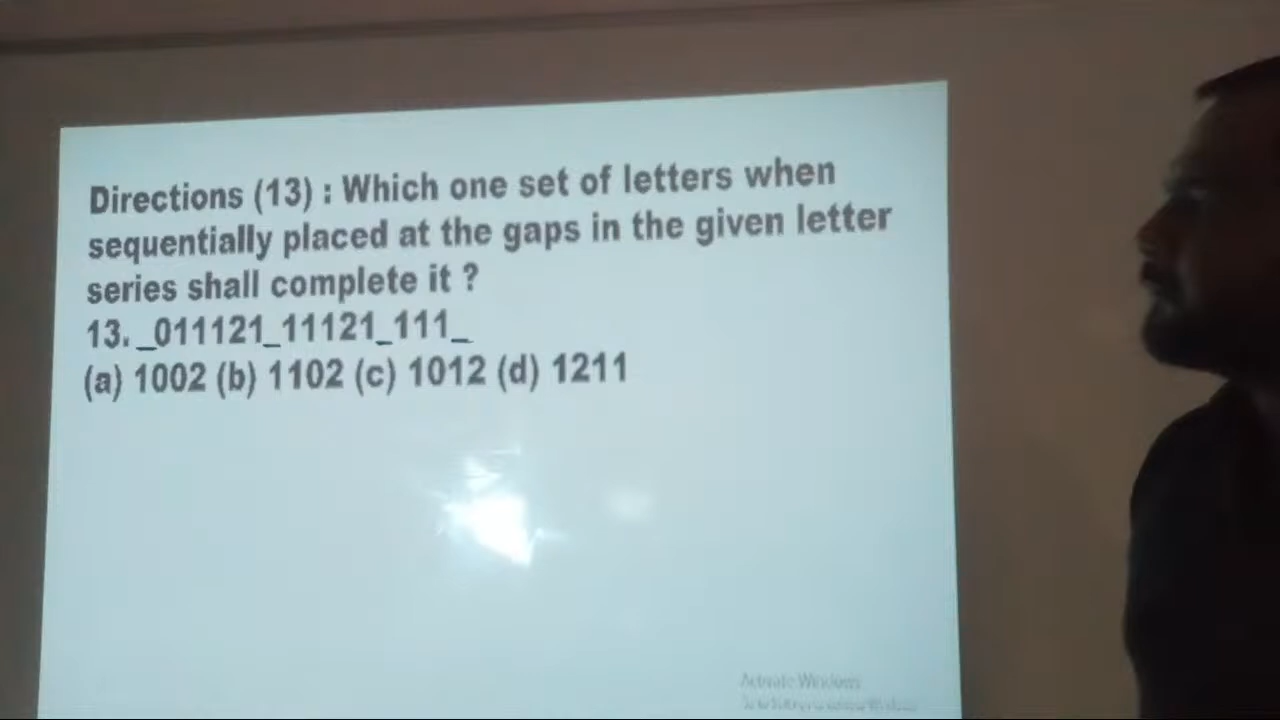 Directions (13) : Which one set of letters when
sequentially placed at the gaps in the given letter
series shall complete it ?
13._011121_11121_111_
(a) 1002 (b) 1102 (c) 1012 (d) 1211
Activate Windows